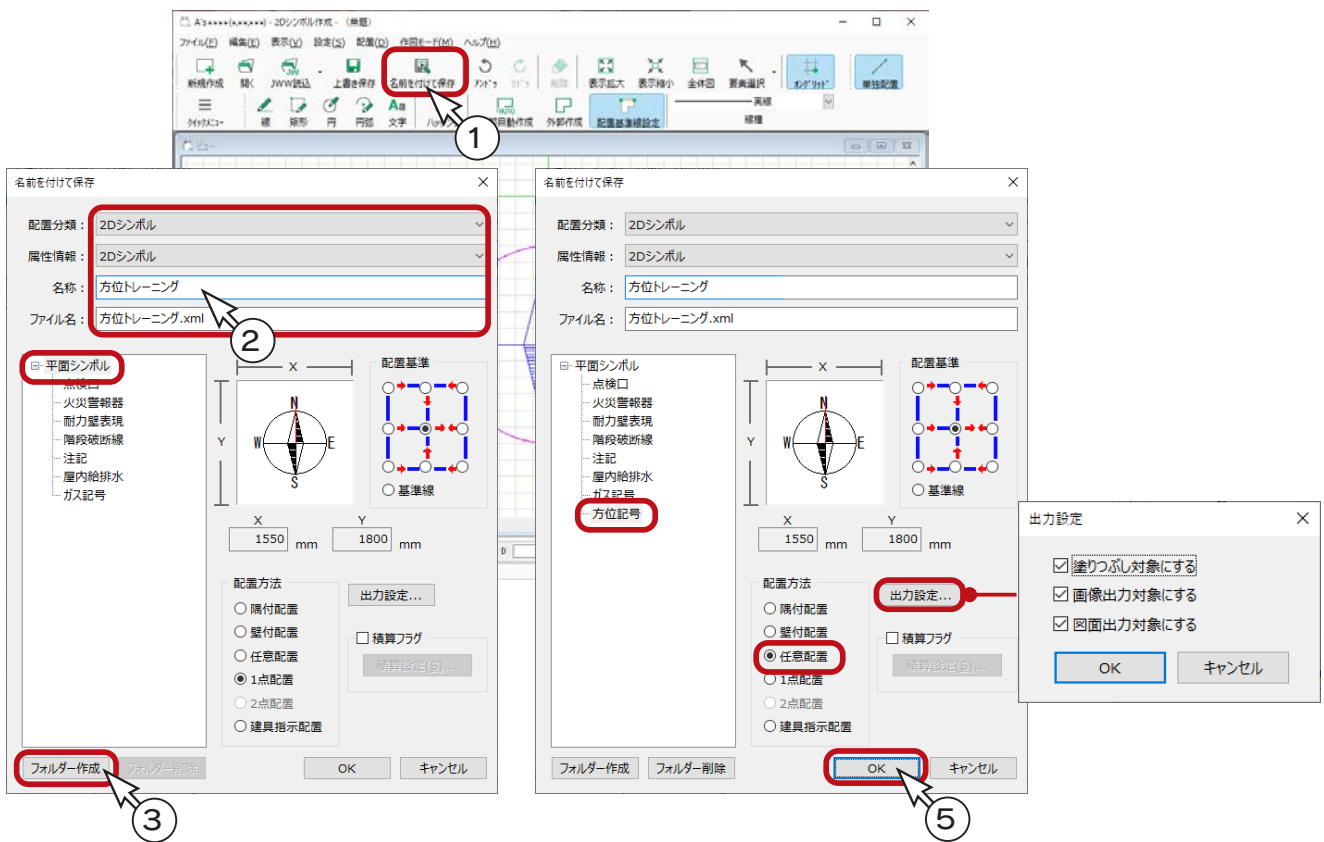 A's★★★★(★,★★,★★★) - 2Dシンボル作成 - (無題)
ファイル(F) 編集(E) 表示(V) 設定(S) 配置(D) 作図モード(M) ヘルプ(H)
新規作成 開く JWW読込 上書き保存 名前を付けて保存 アンドゥ リドゥ 削除 表示拡大 表示縮小 全体図 要素選択 オングリッド 単独配置
実線
クイックメニュー 線 矩形 円 円弧 文字 外部作成 配置基準線設定 線種
1
ビュー
名前を付けて保存
配置分類: 2Dシンボル
属性情報: 2Dシンボル
名称: 方位トレーニング
ファイル名: 方位トレーニング.xml
2
平面シンボル
点検口
火災警報器
耐力壁表現
階段破断線
注記
屋内給排水
ガス記号
X
Y
N
W E
S
配置基準
基準線
X Y
1550 mm 1800 mm
配置方法
隅付配置
壁付配置
任意配置
1点配置
2点配置
建具指示配置
出力設定...
積算フラグ
積算設定(S)...
フォルダー作成 フォルダー削除 OK キャンセル
3
名前を付けて保存
配置分類: 2Dシンボル
属性情報: 2Dシンボル
名称: 方位トレーニング
ファイル名: 方位トレーニング.xml
平面シンボル
点検口
火災警報器
耐力壁表現
階段破断線
注記
屋内給排水
ガス記号
方位記号
X
Y
N
W E
S
配置基準
基準線
X Y
1550 mm 1800 mm
配置方法
隅付配置
壁付配置
任意配置
1点配置
2点配置
建具指示配置
出力設定...
積算フラグ
積算設定(S)...
フォルダー作成 フォルダー削除 OK キャンセル
5
出力設定
塗りつぶし対象にする
画像出力対象にする
図面出力対象にする
OK キャンセル
D